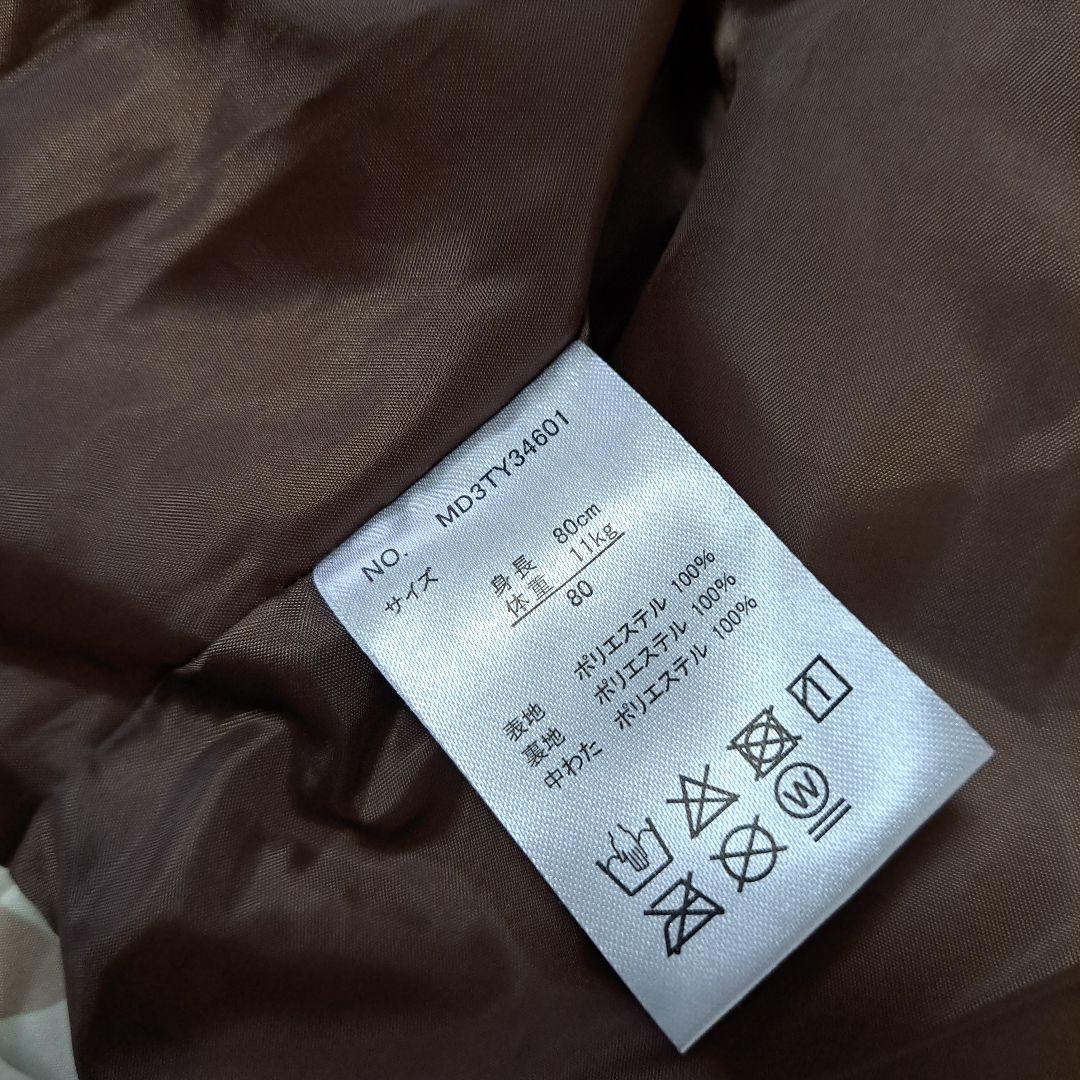 NO. MD3TY34601
サイズ 身長 80cm
体重 11kg
80
表地 ポリエステル 100%
裏地 ポリエステル 100%
中わた ポリエステル 100%
W